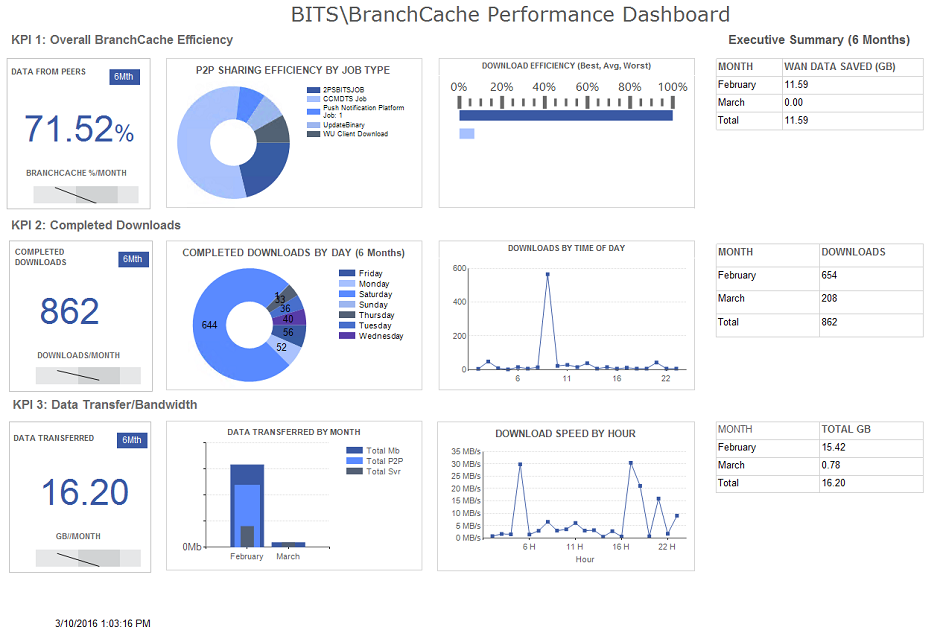 BITS\BranchCache Performance Dashboard
KPI 1: Overall BranchCache Efficiency
Executive Summary (6 Months)
DATA FROM PEERS
6Mth
71.52%
BRANCHCACHE %/MONTH
P2P SHARING EFFICIENCY BY JOB TYPE
2PSBITSJOB
CCMDTS Job
Push Notification Platform
Job: 1
UpdateBinary
WU Client Download
DOWNLOAD EFFICIENCY (Best, Avg, Worst)
0% 20% 40% 60% 80% 100%
MONTH WAN DATA SAVED (GB)
February 11.59
March 0.00
Total 11.59
KPI 2: Completed Downloads
COMPLETED
DOWNLOADS
6Mth
862
DOWNLOADS/MONTH
COMPLETED DOWNLOADS BY DAY (6 Months)
644
1
33
36
40
56
52
Friday
Monday
Saturday
Sunday
Thursday
Tuesday
Wednesday
DOWNLOADS BY TIME OF DAY
600
400
200
0
6 11 16 22
MONTH DOWNLOADS
February 654
March 208
Total 862
KPI 3: Data Transfer/Bandwidth
DATA TRANSFERRED
6Mth
16.20
GB//MONTH
DATA TRANSFERRED BY MONTH
Total Mb
Total P2P
Total Svr
0Mb
February March
DOWNLOAD SPEED BY HOUR
35 MB/s
30 MB/s
25 MB/s
20 MB/s
15 MB/s
10 MB/s
5 MB/s
0 MB/s
6 H 11 H 16 H 22 H
Hour
MONTH TOTAL GB
February 15.42
March 0.78
Total 16.20
3/10/2016 1:03:16 PM